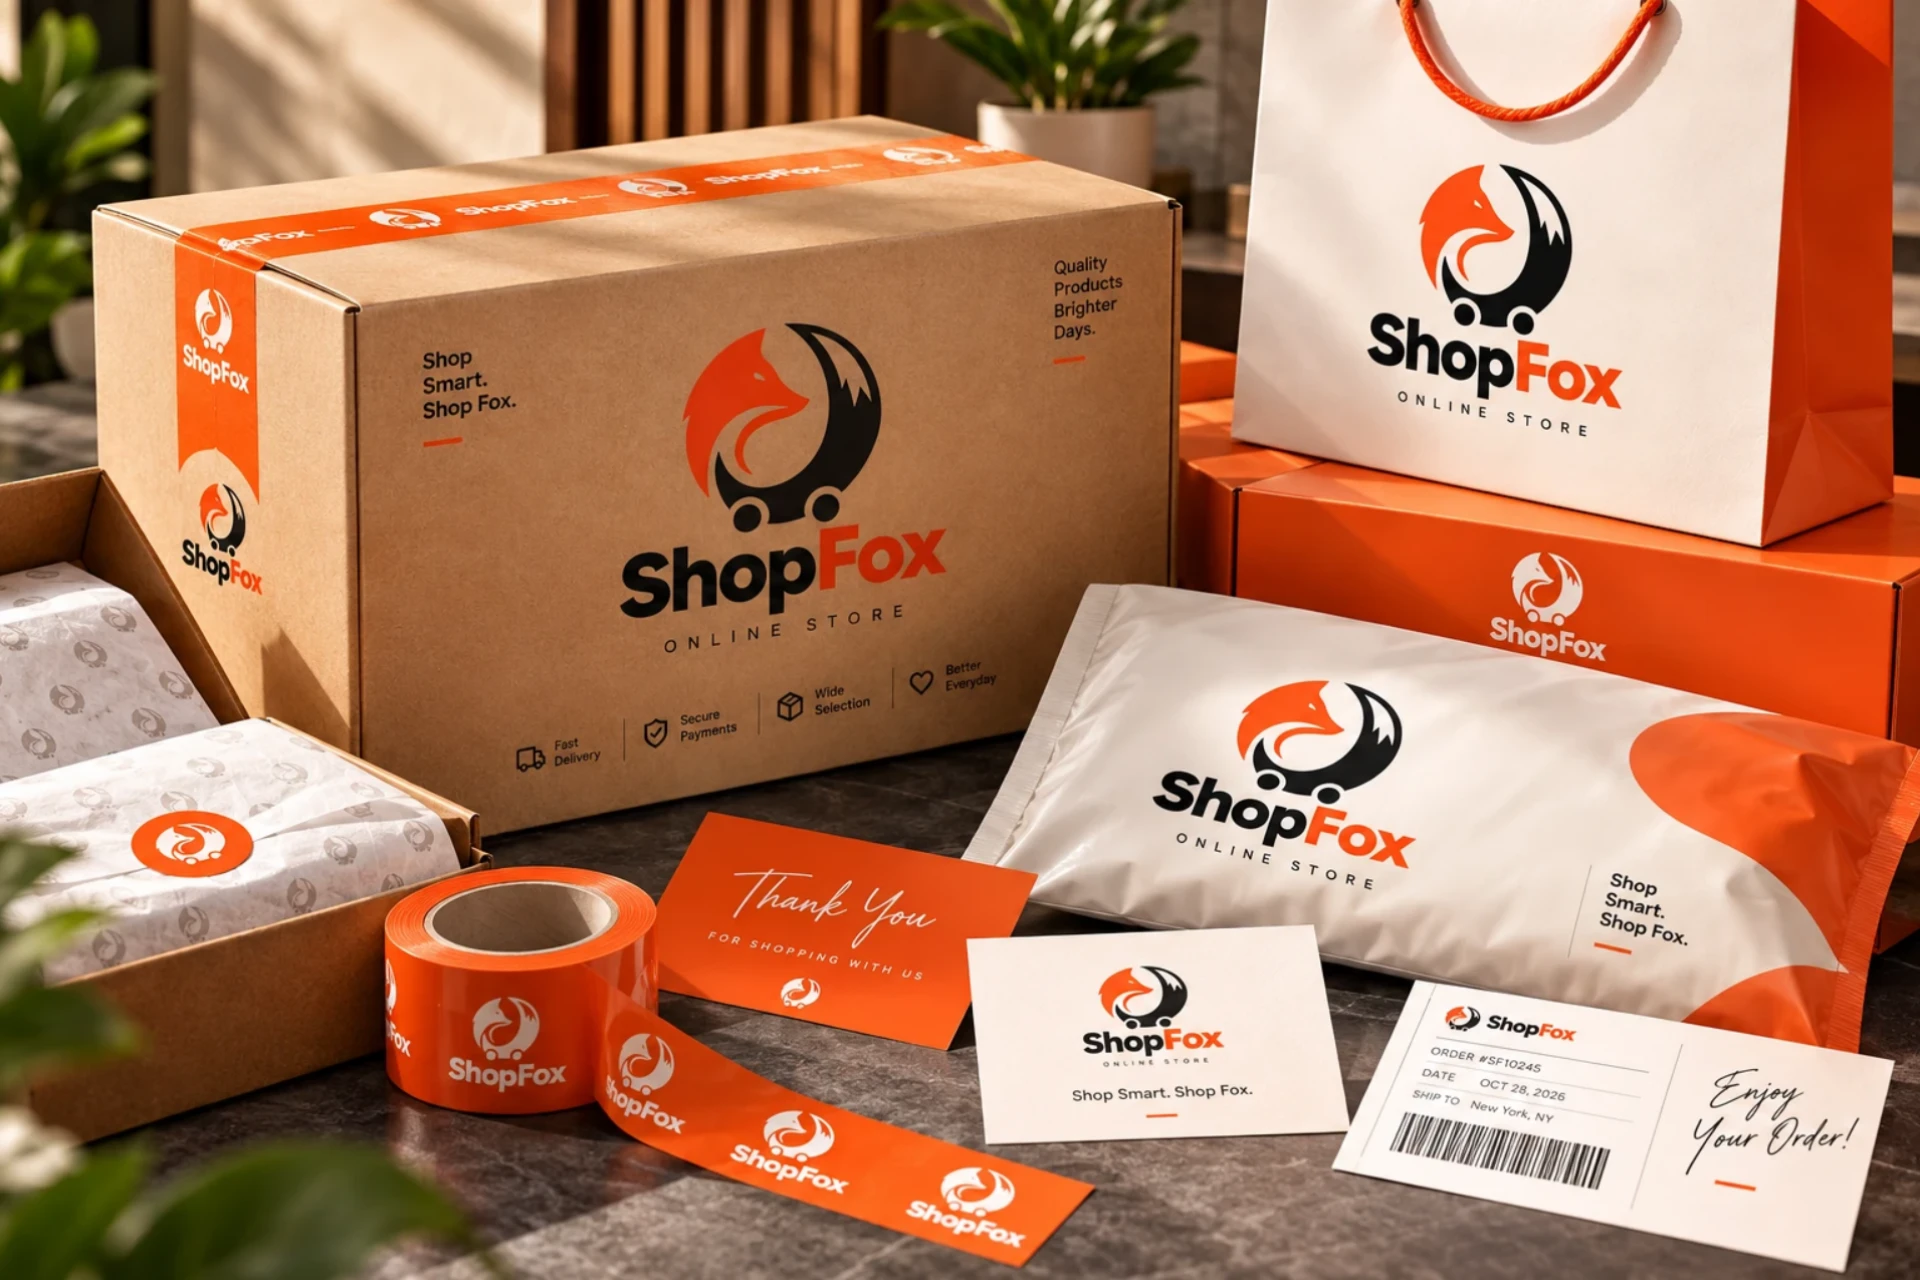 ShopFox
ShopFox
ShopFox
ShopFox
Shop
Smart.
Shop Fox.
Quality
Products
Brighter
Days.
ShopFox
ONLINE STORE
Fast
Delivery
Secure
Payments
Wide
Selection
Better
Everyday
ShopFox
ONLINE STORE
ShopFox
ShopFox
ONLINE STORE
Shop
Smart.
Shop Fox.
Thank You
FOR SHOPPING WITH US
ShopFox
ShopFox
ShopFox
ShopFox
ShopFox
ONLINE STORE
Shop Smart. Shop Fox.
ShopFox
ORDER #SF10245
DATE OCT 28, 2026
SHIP TO New York, NY
Enjoy
Your Order!